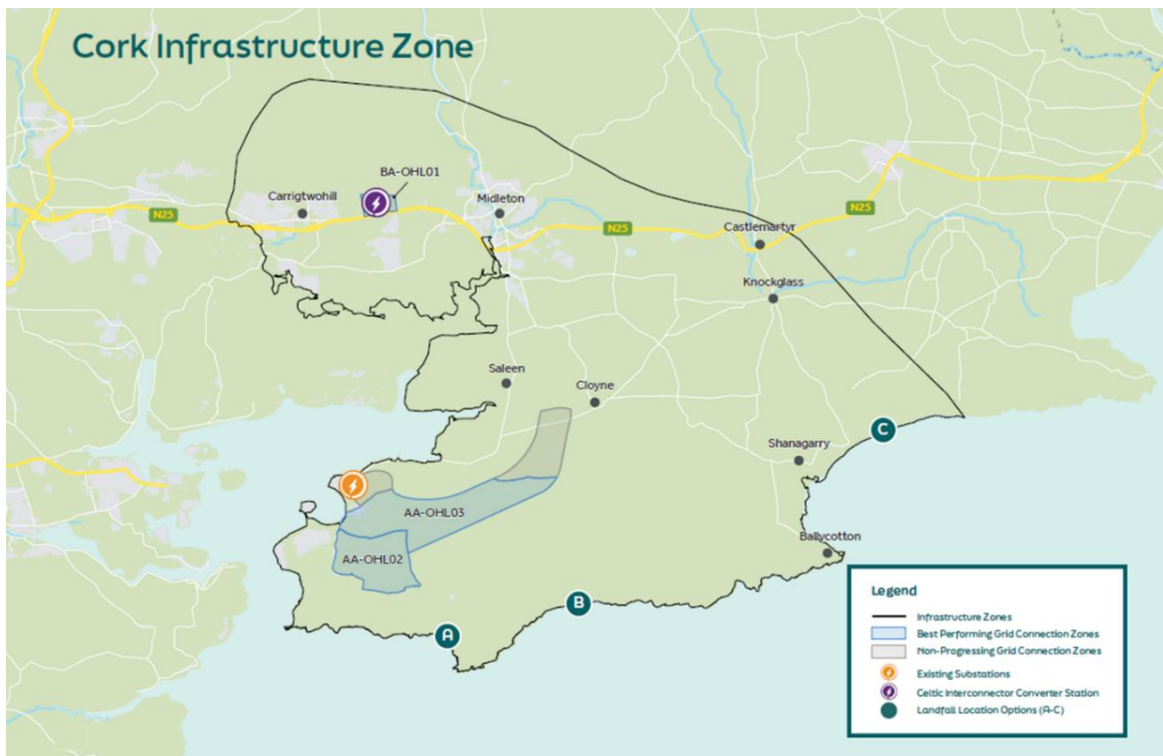 Cork Infrastructure Zone
BA-OHL01
Carrigtwohill
Midleton
N25
N25
N25
Castlemartyr
Knockglass
Saleen
Cloyne
C
Shanagarry
AA-OHL03
AA-OHL02
Ballycotton
B
A
Legend
Infrastructure Zones
Best Performing Grid Connection Zones
Non-Progressing Grid Connection Zones
Existing Substations
Celtic Interconnector Converter Station
Landfall Location Options (A-C)